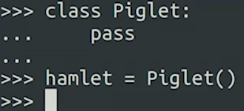 >>> class Piglet:
...     pass
...
>>> hamlet = Piglet()
>>>